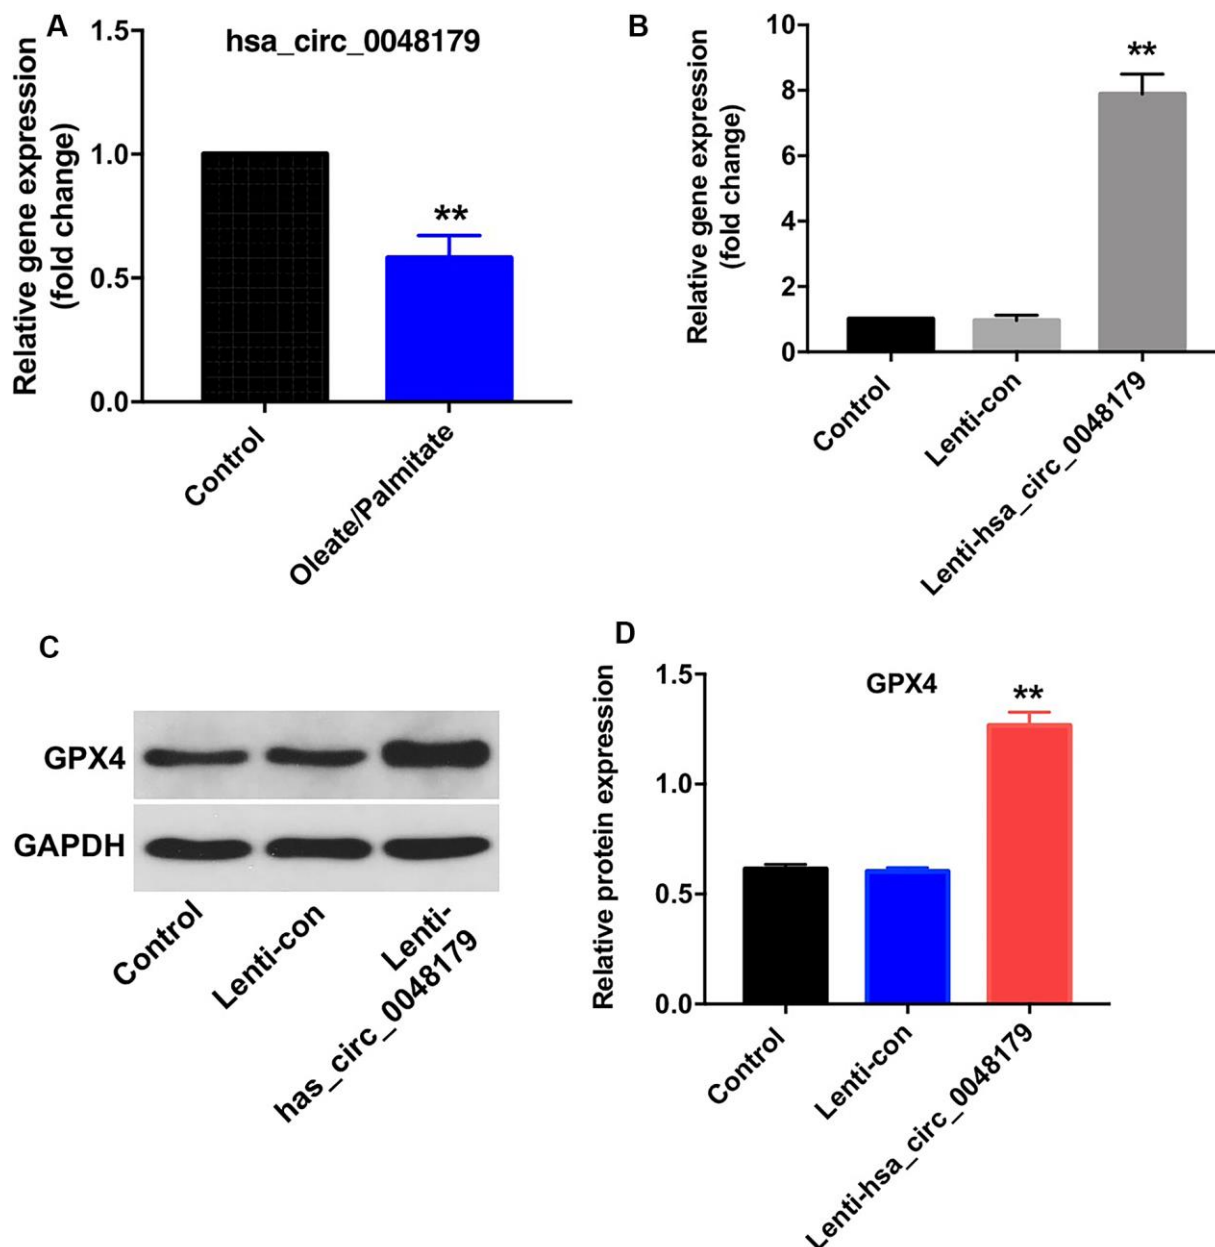 A
hsa_circ_0048179
Relative gene expression
(fold change)
1.5
1.0
0.5
0.0
**
Control
Oleate/Palmitate
B
Relative gene expression
(fold change)
10
8
6
4
2
0
**
Control
Lenti-con
Lenti-hsa_circ_0048179
C
GPX4
GAPDH
Control
Lenti-con
Lenti-
has_circ_0048179
D
GPX4
Relative protein expression
1.5
1.0
0.5
0.0
**
Control
Lenti-con
Lenti-hsa_circ_0048179